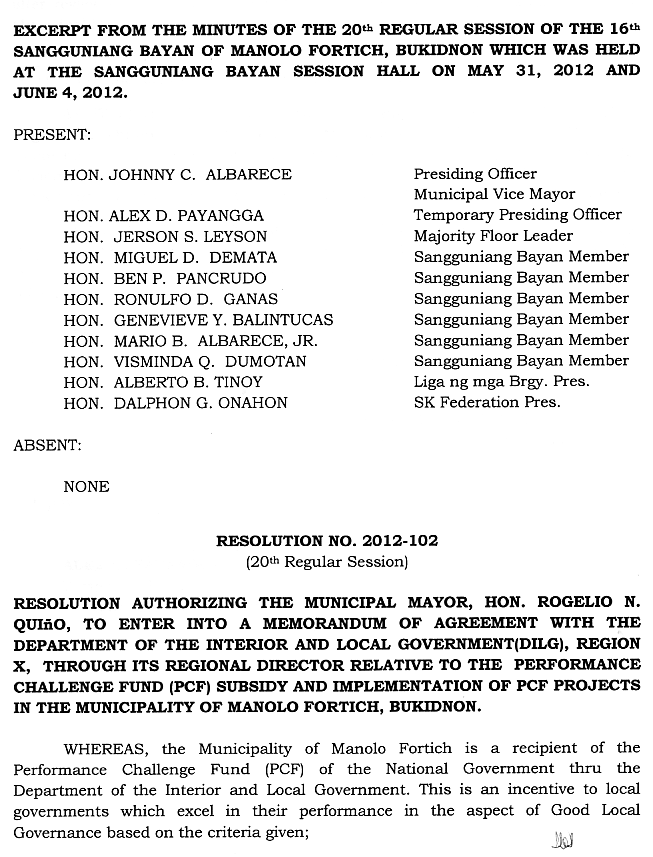 EXCERPT FROM THE MINUTES OF THE 20th REGULAR SESSION OF THE 16th
SANGGUNIANG BAYAN OF MANOLO FORTICH, BUKIDNON WHICH WAS HELD
AT THE SANGGUNIANG BAYAN SESSION HALL ON MAY 31, 2012 AND
JUNE 4, 2012.
PRESENT:
HON. JOHNNY C. ALBARECE Presiding Officer
Municipal Vice Mayor
HON. ALEX D. PAYANGGA Temporary Presiding Officer
HON. JERSON S. LEYSON Majority Floor Leader
HON. MIGUEL D. DEMATA Sangguniang Bayan Member
HON. BEN P. PANCRUDO Sangguniang Bayan Member
HON. RONULFO D. GANAS Sangguniang Bayan Member
HON. GENEVIEVE Y. BALINTUCAS Sangguniang Bayan Member
HON. MARIO B. ALBARECE, JR. Sangguniang Bayan Member
HON. VISMINDA Q. DUMOTAN Sangguniang Bayan Member
HON. ALBERTO B. TINOY Liga ng mga Brgy. Pres.
HON. DALPHON G. ONAHON SK Federation Pres.
ABSENT:
NONE
RESOLUTION NO. 2012-102
(20th Regular Session)
RESOLUTION AUTHORIZING THE MUNICIPAL MAYOR, HON. ROGELIO N.
QUIñO, TO ENTER INTO A MEMORANDUM OF AGREEMENT WITH THE
DEPARTMENT OF THE INTERIOR AND LOCAL GOVERNMENT(DILG), REGION
X, THROUGH ITS REGIONAL DIRECTOR RELATIVE TO THE PERFORMANCE
CHALLENGE FUND (PCF) SUBSIDY AND IMPLEMENTATION OF PCF PROJECTS
IN THE MUNICIPALITY OF MANOLO FORTICH, BUKIDNON.
WHEREAS, the Municipality of Manolo Fortich is a recipient of the
Performance Challenge Fund (PCF) of the National Government thru the
Department of the Interior and Local Government. This is an incentive to local
governments which excel in their performance in the aspect of Good Local
Governance based on the criteria given;